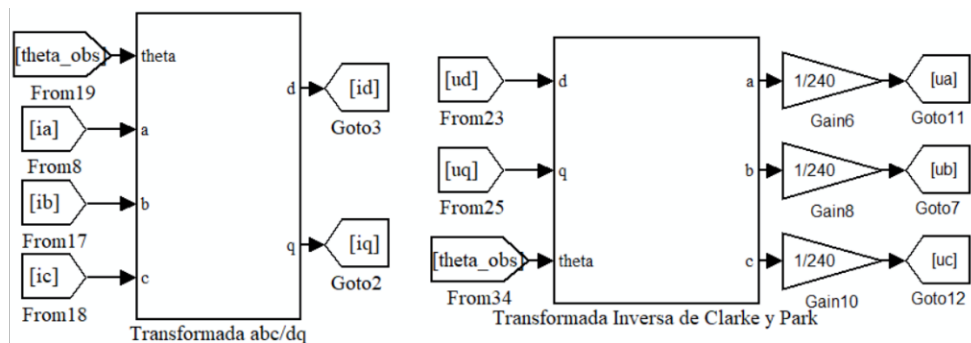 [theta_obs]
From19
[ia]
From8
[ib]
From17
[ic]
From18
theta
a
b
c
d
q
[id]
Goto3
[iq]
Goto2
Transformada abc/dq
[ud]
From23
[uq]
From25
[theta_obs]
From34
d
q
theta
a
b
c
1/240
Gain6
1/240
Gain8
1/240
Gain10
[ua]
Goto11
[ub]
Goto7
[uc]
Goto12
Transformada Inversa de Clarke y Park